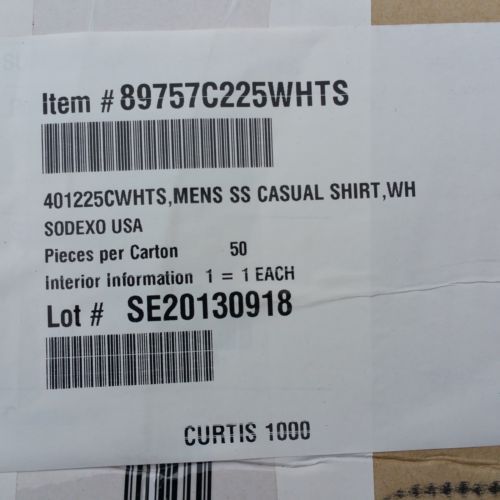 Item # 89757C225WHTS
401225CWHTS,MENS SS CASUAL SHIRT,WH
SODEXO USA
Pieces per Carton 50
Interior Information 1 = 1 EACH
Lot # SE20130918
CURTIS 1000